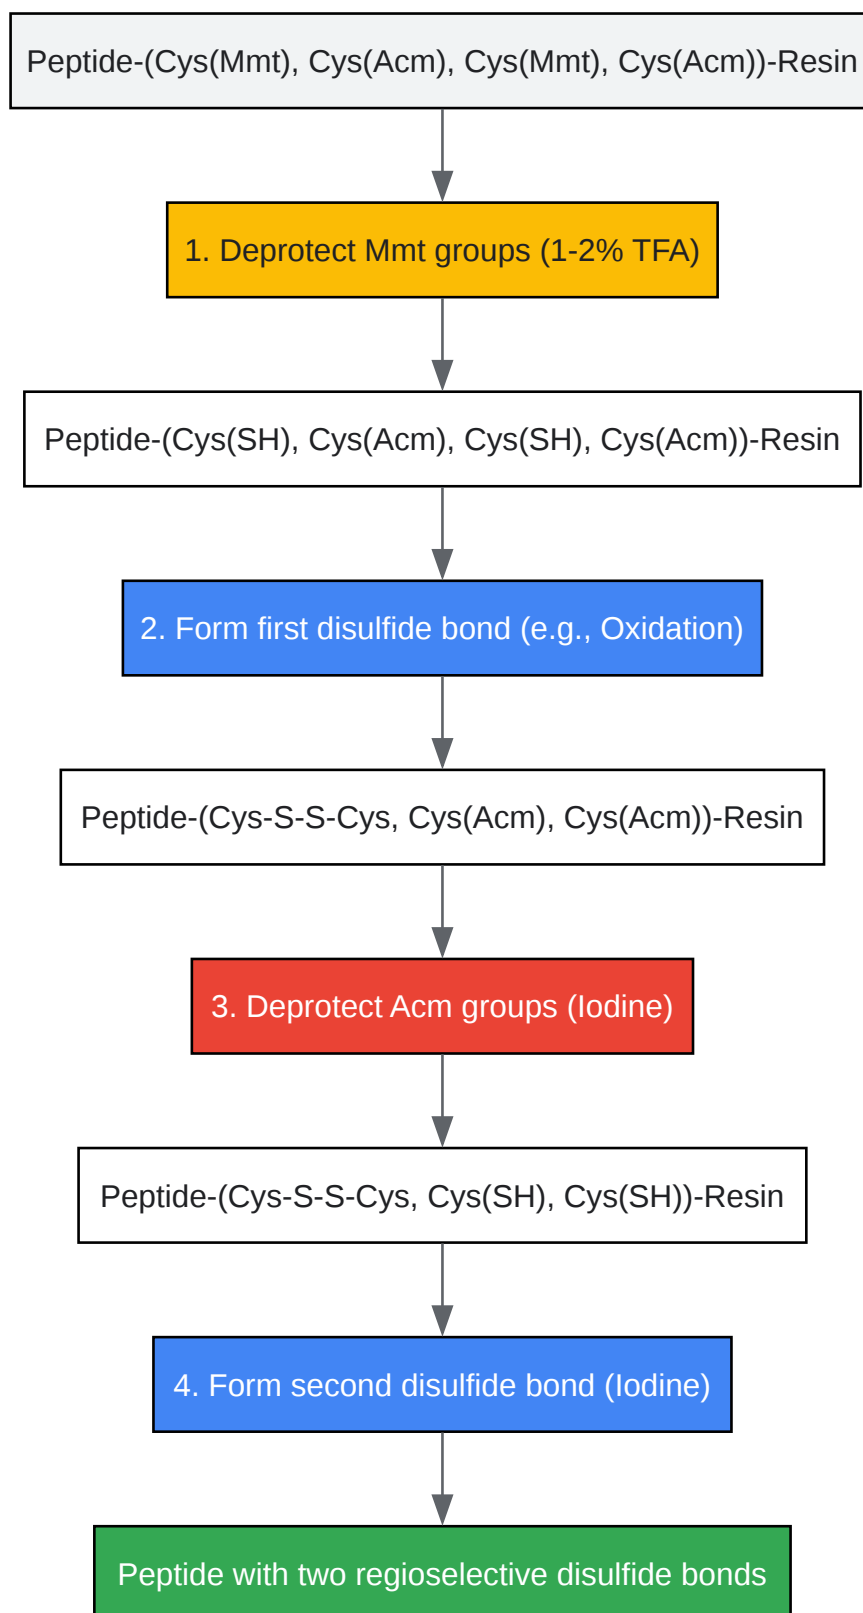 Peptide-(Cys(Mmt), Cys(Acm), Cys(Mmt), Cys(Acm))-Resin
1. Deprotect Mmt groups (1-2% TFA)
Peptide-(Cys(SH), Cys(Acm), Cys(SH), Cys(Acm))-Resin
2. Form first disulfide bond (e.g., Oxidation)
Peptide-(Cys-S-S-Cys, Cys(Acm), Cys(Acm))-Resin
3. Deprotect Acm groups (Iodine)
Peptide-(Cys-S-S-Cys, Cys(SH), Cys(SH))-Resin
4. Form second disulfide bond (Iodine)
Peptide with two regioselective disulfide bonds